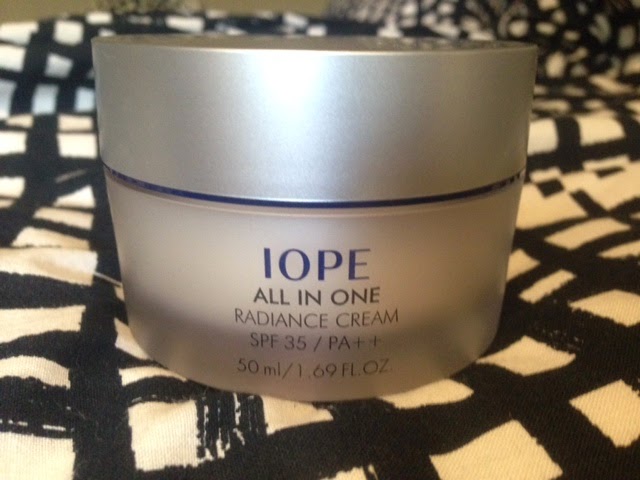 IOPE
ALL IN ONE
RADIANCE CREAM
SPF 35 / PA++
50 ml/1.69 FL.OZ.